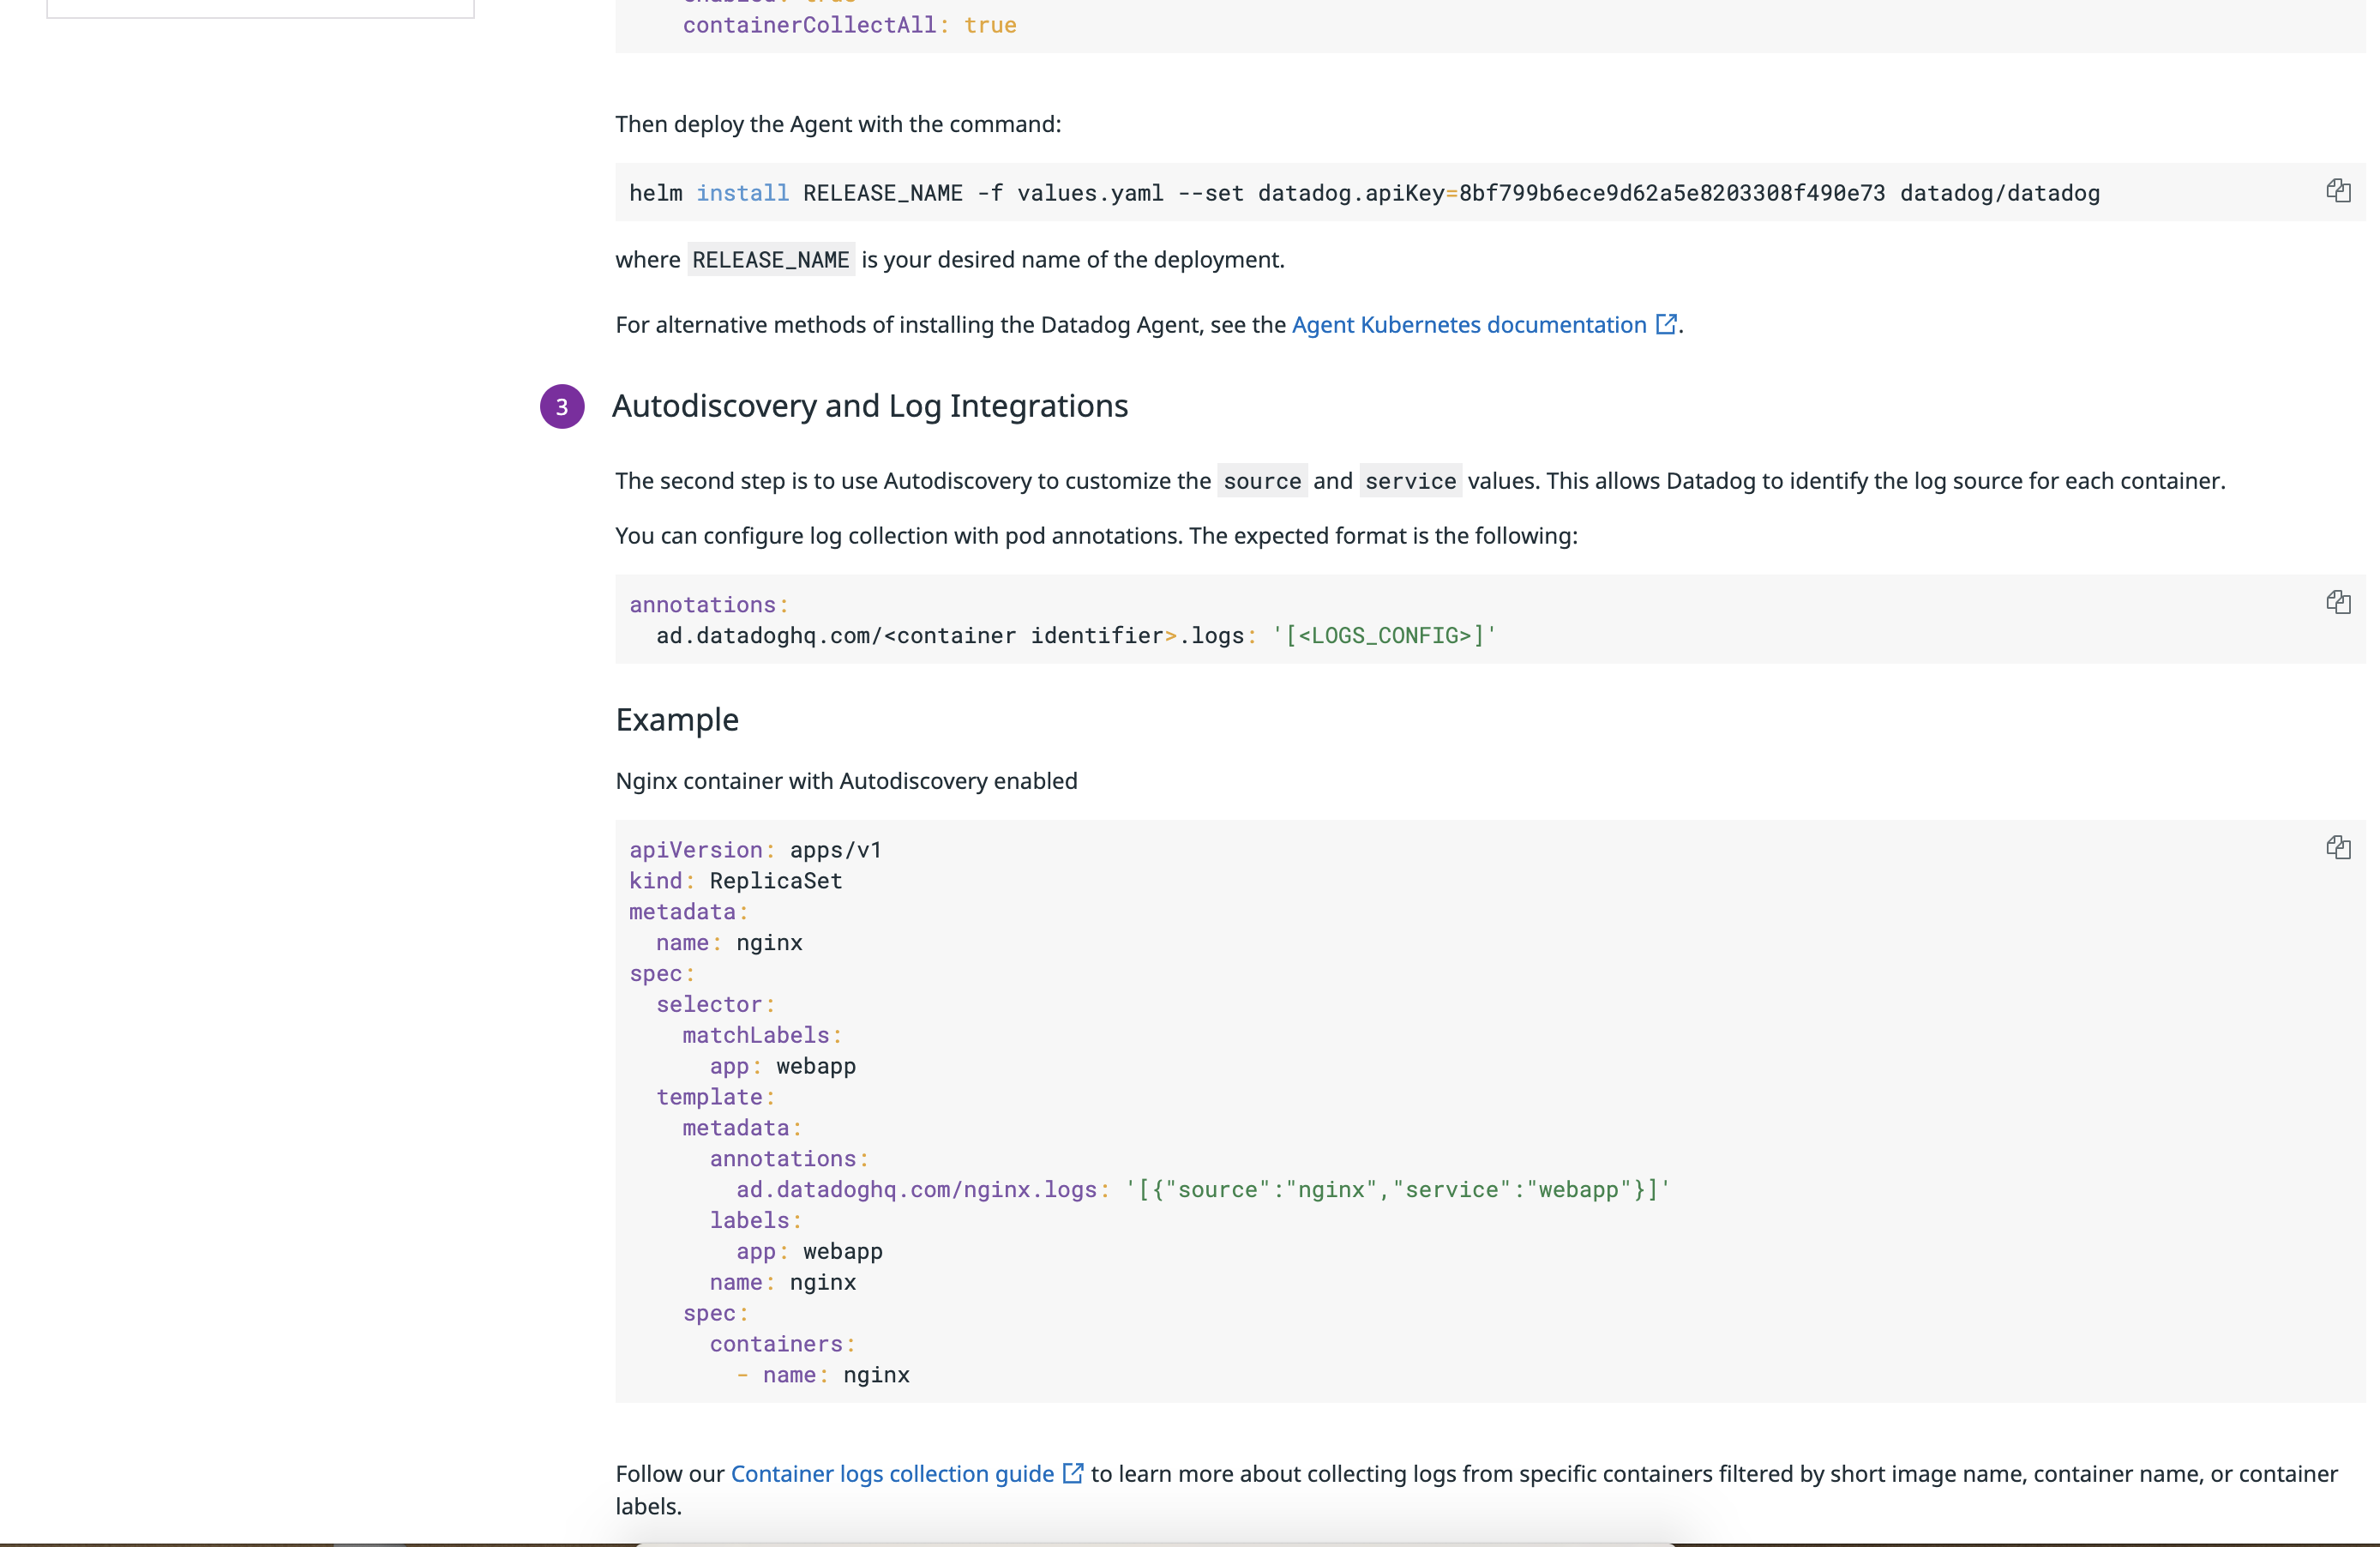 containerCollectAll: true
Then deploy the Agent with the command:
helm install RELEASE_NAME -f values.yaml --set datadog.apiKey=8bf799b6ece9d62a5e8203308f490e73 datadog/datadog
where RELEASE_NAME is your desired name of the deployment.
For alternative methods of installing the Datadog Agent, see the Agent Kubernetes documentation.
3 Autodiscovery and Log Integrations
The second step is to use Autodiscovery to customize the source and service values. This allows Datadog to identify the log source for each container.
You can configure log collection with pod annotations. The expected format is the following:
annotations:
  ad.datadoghq.com/<container identifier>.logs: '[<LOGS_CONFIG>]'
Example
Nginx container with Autodiscovery enabled
apiVersion: apps/v1
kind: ReplicaSet
metadata:
  name: nginx
spec:
  selector:
    matchLabels:
      app: webapp
  template:
    metadata:
      annotations:
        ad.datadoghq.com/nginx.logs: '[{"source":"nginx","service":"webapp"}]'
      labels:
        app: webapp
      name: nginx
    spec:
      containers:
        - name: nginx
Follow our Container logs collection guide to learn more about collecting logs from specific containers filtered by short image name, container name, or container
labels.